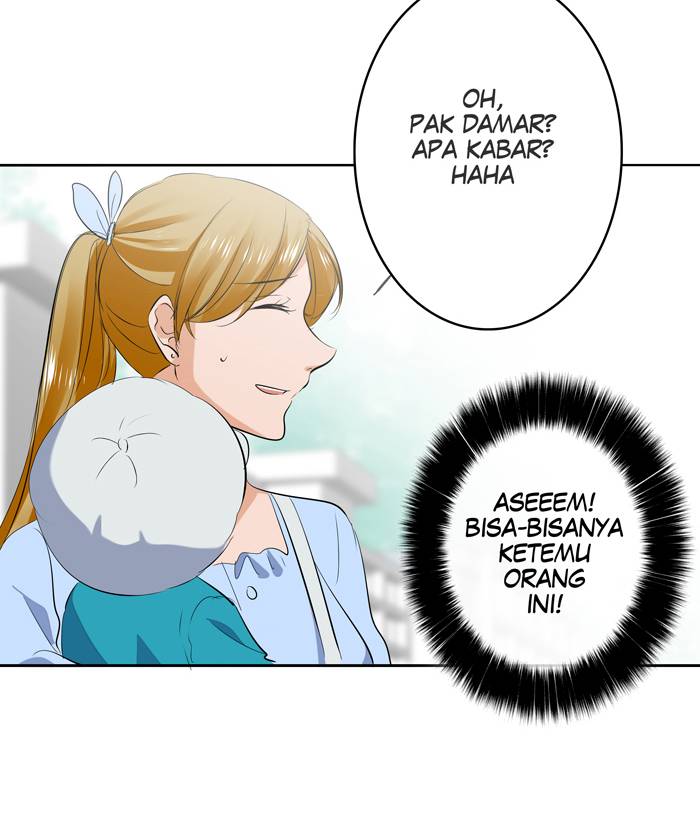 OH,
PAK DAMAR?
APA KABAR?
HAHA
ASEEEM!
BISA-BISANYA
KETEMU
ORANG
INI!